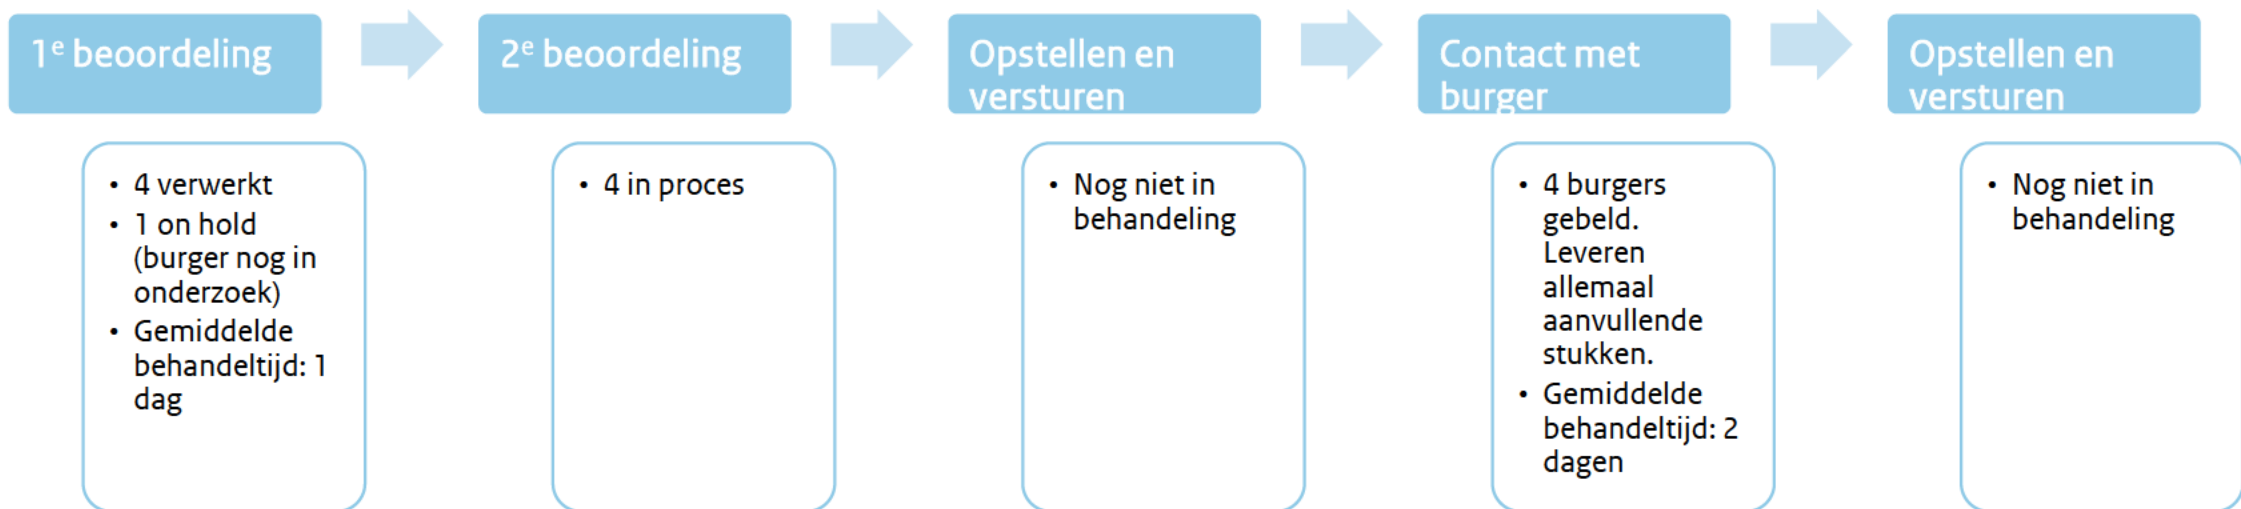 1e beoordeling
2e beoordeling
Opstellen en
versturen
Contact met
burger
Opstellen en
versturen
• 4 verwerkt
• 1 on hold
(burger nog in
onderzoek)
• Gemiddelde
behandeltijd: 1
dag
• 4 in proces
• Nog niet in
behandeling
• 4 burgers
gebeld.
Leveren
allemaal
aanvullende
stukken.
• Gemiddelde
behandeltijd: 2
dagen
• Nog niet in
behandeling